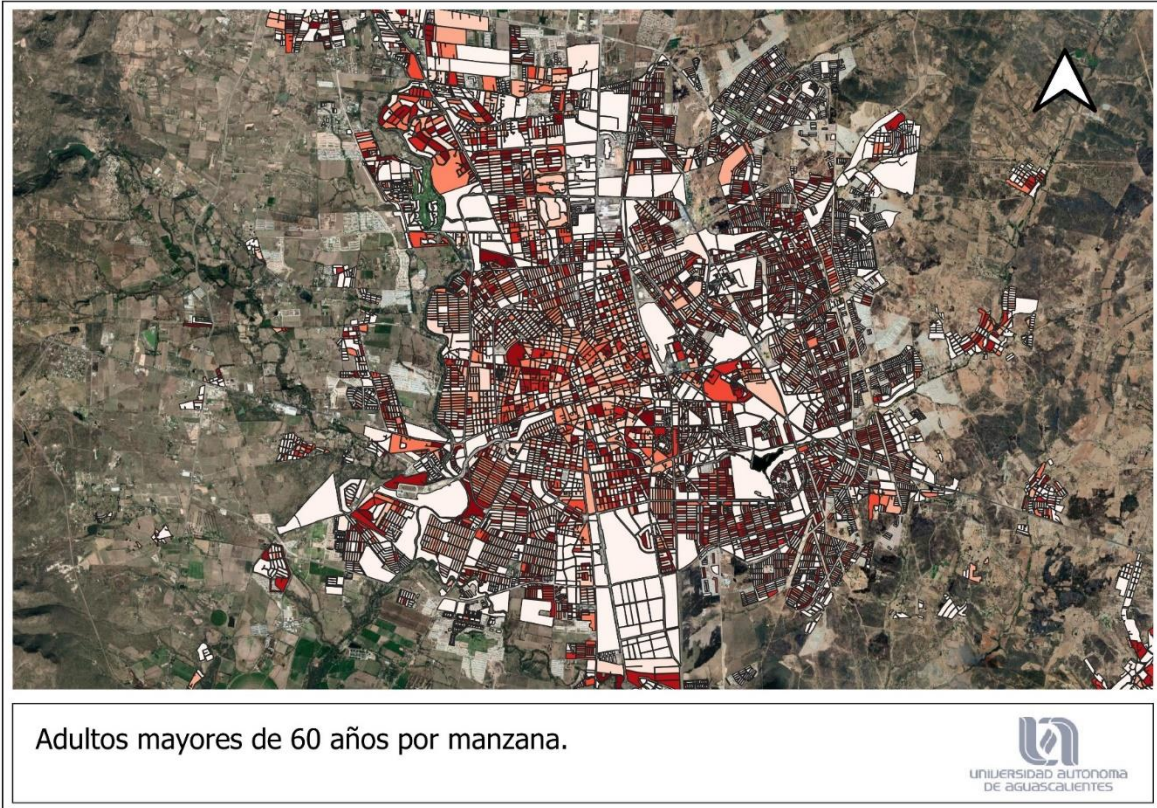 Adultos mayores de 60 años por manzana.
UNIVERSIDAD AUTONOMA
DE AGUASCALIENTES